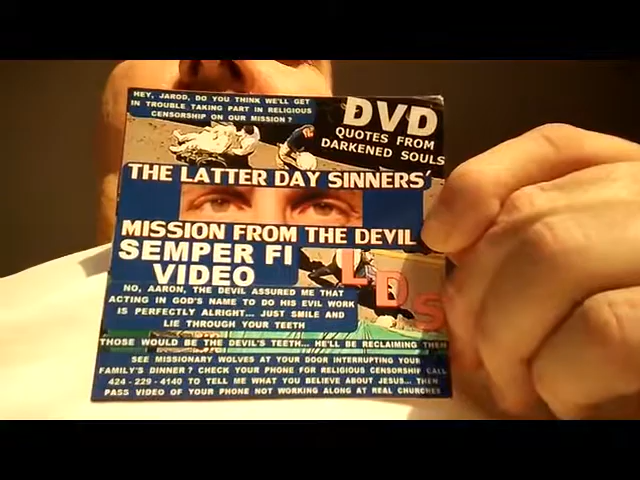 HEY, JAROD, DO YOU THINK WE'LL GET
IN TROUBLE TAKING PART IN RELIGIOUS
CENSORSHIP ON OUR MISSION?
DVD
QUOTES FROM
DARKENED SOULS
THE LATTER DAY SINNERS'
MISSION FROM THE DEVIL
SEMPER FI
VIDEO
LDS
NO, AARON, THE DEVIL ASSURED ME THAT
ACTING IN GOD'S NAME TO DO HIS EVIL WORK
IS PERFECTLY ALRIGHT... JUST SMILE AND
LIE THROUGH YOUR TEETH
THOSE WOULD BE THE DEVIL'S TEETH... HE'LL BE RECLAIMING THEM
SEE MISSIONARY WOLVES AT YOUR DOOR INTERRUPTING YOUR
FAMILY'S DINNER? CHECK YOUR PHONE FOR RELIGIOUS CENSORSHIP CALL
424-229-4140 TO TELL ME WHAT YOU BELIEVE ABOUT JESUS... THEN
PASS VIDEO OF YOUR PHONE NOT WORKING ALONG AT REAL CHURCHES